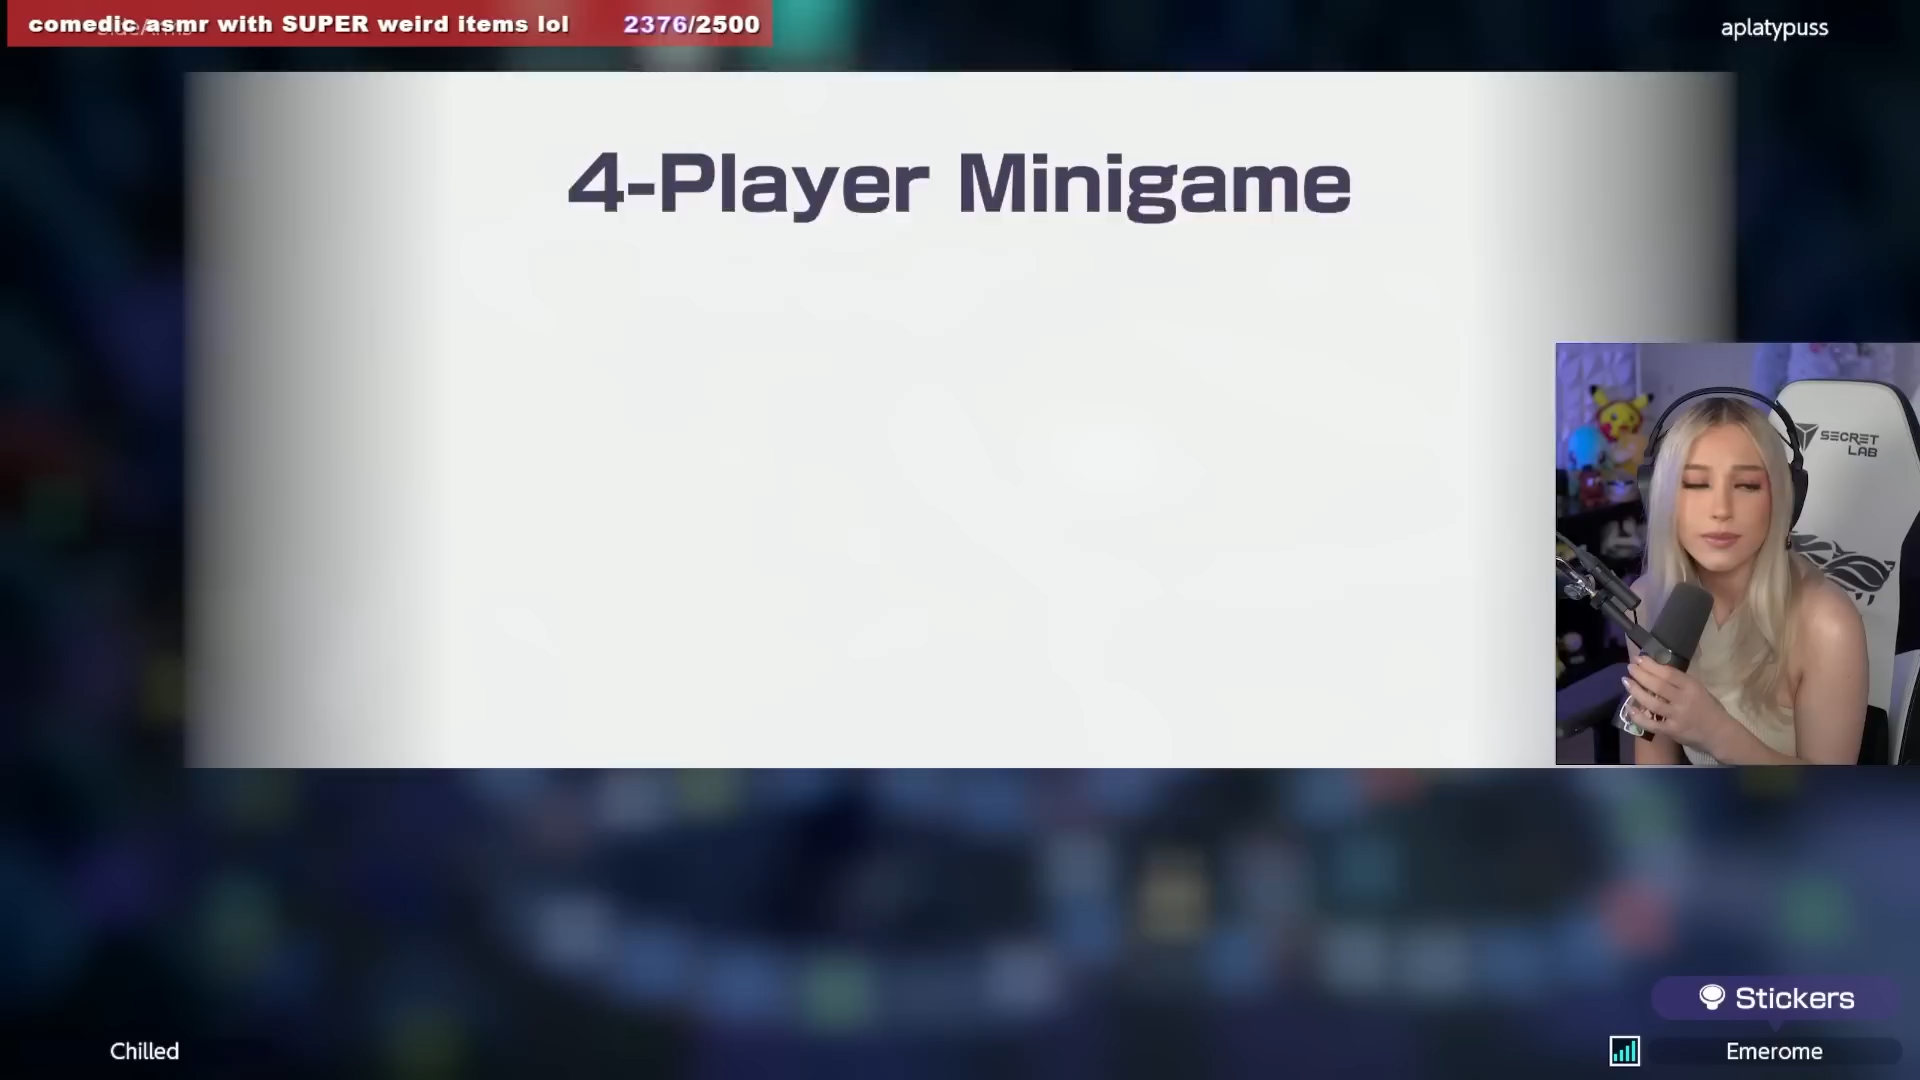 comedic asmr with SUPER weird items lol 2376/2500
aplatypuss
4-Player Minigame
SECRET
LAB
Stickers
Chilled
Emerome